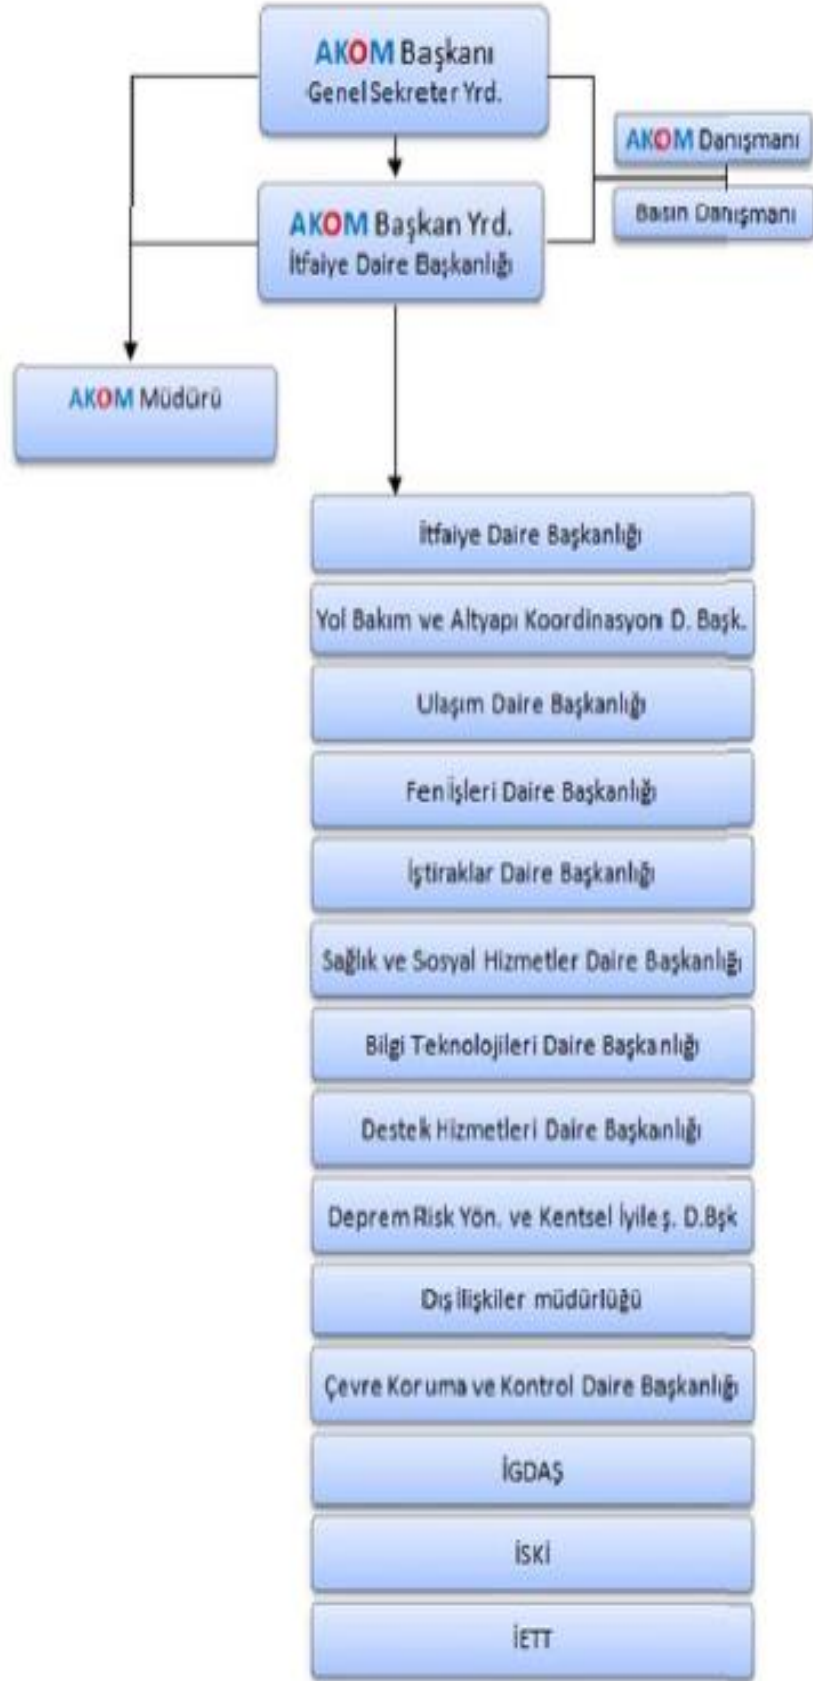 AKOM Başkanı
Genel Sekreter Yrd.
AKOM Danışmanı
Basın Danışmanı
AKOM Başkan Yrd.
İtfaiye Daire Başkanlığı
AKOM Müdürü
İtfaiye Daire Başkanlığı
Yol Bakım ve Altyapı Koordinasyon D. Başk.
Ulaşım Daire Başkanlığı
Fen İşleri Daire Başkanlığı
İştiraklar Daire Başkanlığı
Sağlık ve Sosyal Hizmetler Daire Başkanlığı
Bilgi Teknolojileri Daire Başkanlığı
Destek Hizmetleri Daire Başkanlığı
Deprem Risk Yön. ve Kentsel İyileş. D.Bşk
Dış ilişkiler müdürlüğü
Çevre Koruma ve Kontrol Daire Başkanlığı
İGDAŞ
İSKİ
İETT